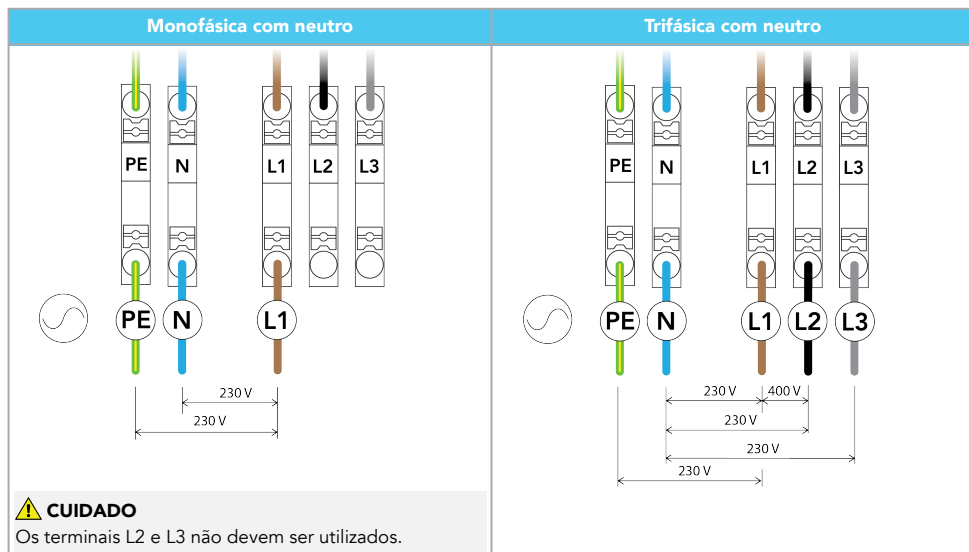 Monofásica com neutro
PE N L1 L2 L3
PE N L1
230 V
230 V
CUIDADO
Os terminais L2 e L3 não devem ser utilizados.
Trifásica com neutro
PE N L1 L2 L3
PE N L1 L2 L3
230 V 400 V
230 V
230 V
230 V